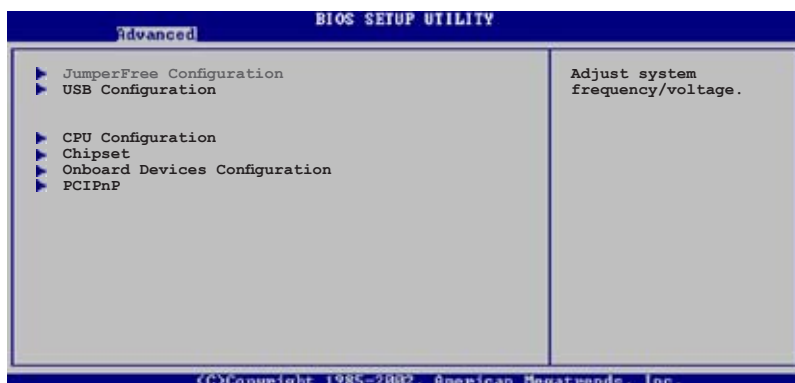 BIOS SETUP UTILITY
Advanced
JumperFree Configuration
USB Configuration
CPU Configuration
Chipset
Onboard Devices Configuration
PCIPnP
Adjust system
frequency/voltage.
(C)Copyright 1985-2002, American Megatrends, Inc.